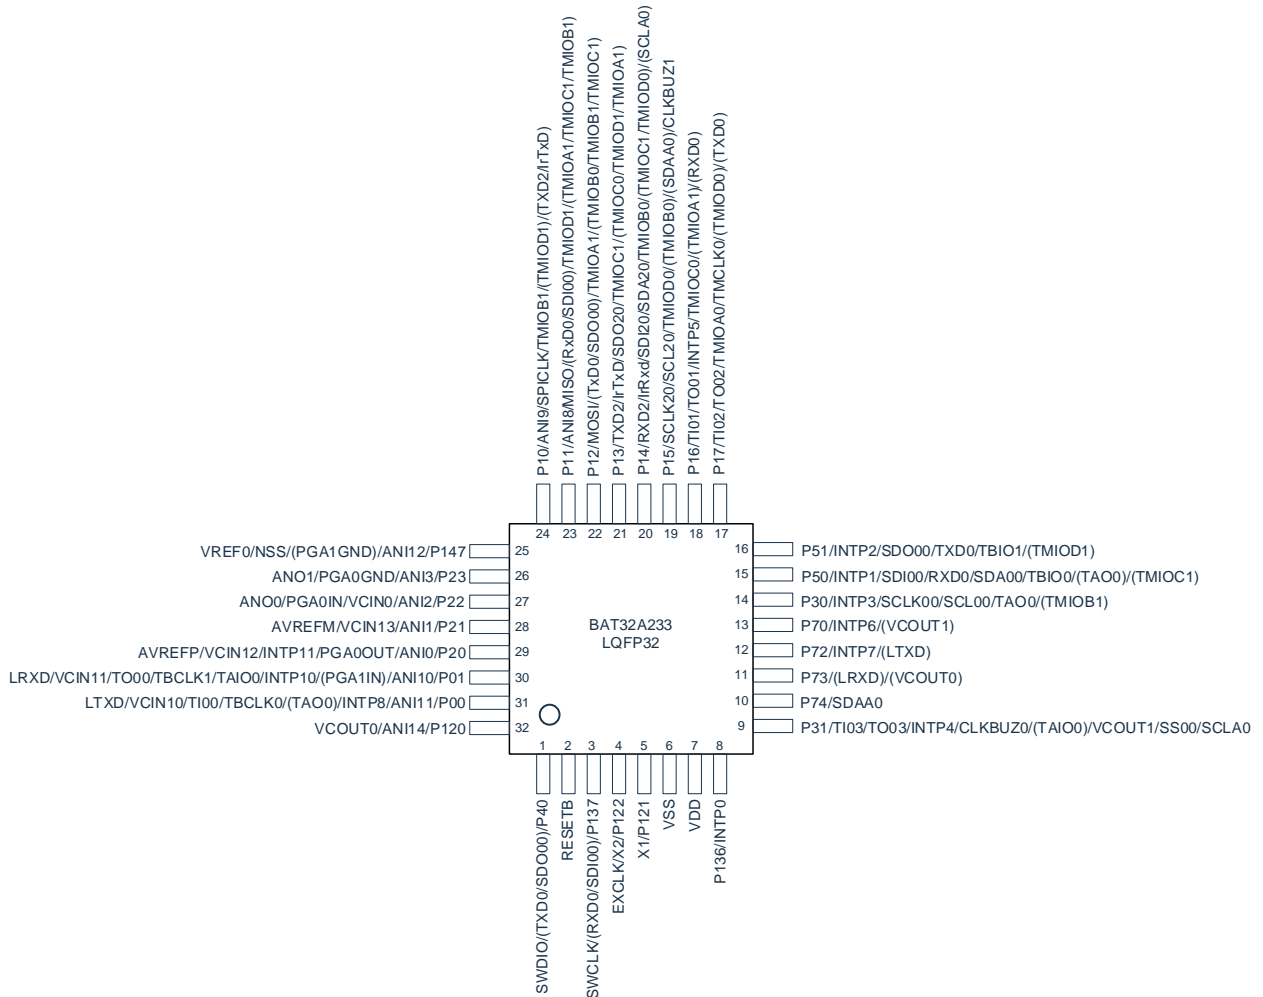 P10/ANI9/SPICLK/TMIOB1/(TMIOD1)/(TXD2/IrTxD)
P11/ANI8/MISO/(RxD0/SDI00)/TMIOD1/(TMIOA1/TMIOC1/TMIOB1)
P12/MOSI/(TxD0/SDO00)/TMIOA1/(TMIOB0/TMIOB1/TMIOC1)
P13/TXD2/IrTxD/SDO20/TMIOC1/(TMIOC0/TMIOD1/TMIOA1)
P14/RXD2/IrRxd/SDI20/SDA20/TMIOB0/(TMIOC1/TMIOD0)/(SCLA0)
P15/SCLK20/SCL20/TMIOD0/(TMIOB0)/(SDAA0)/CLKBUZ1
P16/TI01/TO01/INTP5/TMIOC0/(TMIOA1)/(RXD0)
P17/TI02/TO02/TMIOA0/TMCLK0/(TMIOD0)/(TXD0)
24 23 22 21 20 19 18 17
VREF0/NSS/(PGA1GND)/ANI12/P147 25
ANO1/PGA0GND/ANI3/P23 26
ANO0/PGA0IN/VCIN0/ANI2/P22 27
AVREFM/VCIN13/ANI1/P21 28
AVREFP/VCIN12/INTP11/PGA0OUT/ANI0/P20 29
LRXD/VCIN11/TO00/TBCLK1/TAIO0/INTP10/(PGA1IN)/ANI10/P01 30
LTXD/VCIN10/TI00/TBCLK0/(TAO0)/INTP8/ANI11/P00 31
VCOUT0/ANI14/P120 32
BAT32A233
LQFP32
16 P51/INTP2/SDO00/TXD0/TBIO1/(TMIOD1)
15 P50/INTP1/SDI00/RXD0/SDA00/TBIO0/(TAO0)/(TMIOC1)
14 P30/INTP3/SCLK00/SCL00/TAO0/(TMIOB1)
13 P70/INTP6/(VCOUT1)
12 P72/INTP7/(LTXD)
11 P73/(LRXD)/(VCOUT0)
10 P74/SDAA0
9 P31/TI03/TO03/INTP4/CLKBUZ0/(TAIO0)/VCOUT1/SS00/SCLA0
1 2 3 4 5 6 7 8
SWDIO/(TXD0/SDO00)/P40
RESETB
SWCLK/(RXD0/SDI00)/P137
EXCLK/X2/P122
X1/P121
VSS
VDD
P136/INTP0